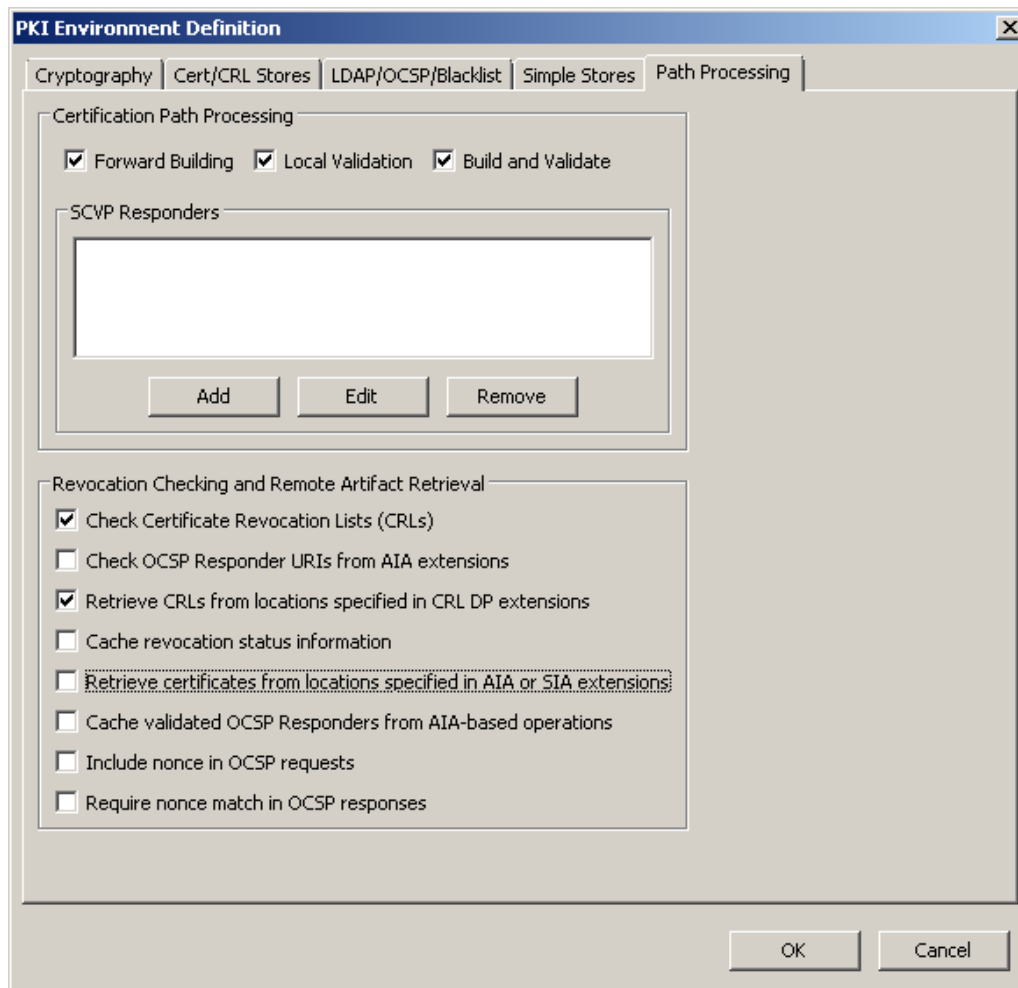 PKI Environment Definition
Cryptography Cert/CRL Stores LDAP/OCSP/Blacklist Simple Stores Path Processing
Certification Path Processing
Forward Building Local Validation Build and Validate
SCVP Responders
Add Edit Remove
Revocation Checking and Remote Artifact Retrieval
Check Certificate Revocation Lists (CRLs)
Check OCSP Responder URIs from AIA extensions
Retrieve CRLs from locations specified in CRL DP extensions
Cache revocation status information
Retrieve certificates from locations specified in AIA or SIA extensions
Cache validated OCSP Responders from AIA-based operations
Include nonce in OCSP requests
Require nonce match in OCSP responses
OK Cancel